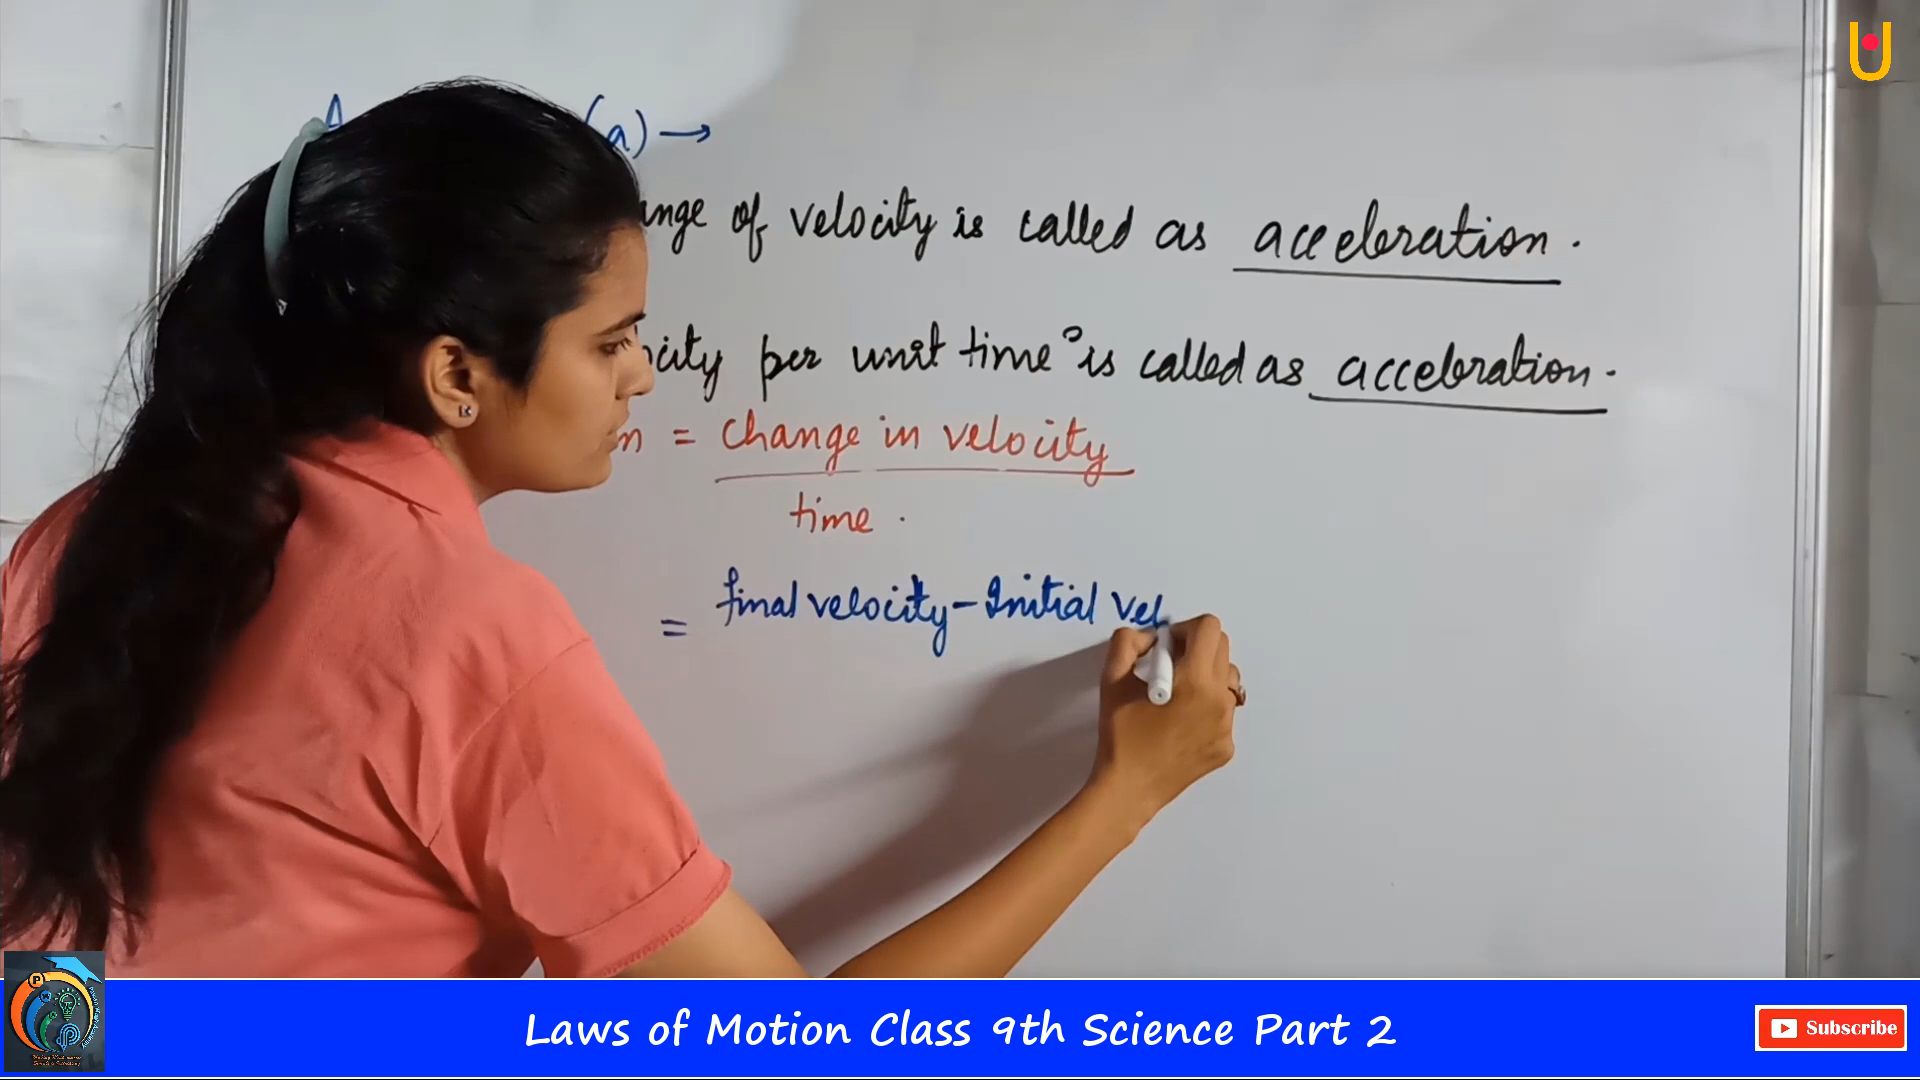 (a) →
of velocity is called as acceleration.
per unit time is called as acceleration.
= change in velocity
time.
= final velocity - Initial vel
Laws of Motion Class 9th Science Part 2
Subscribe